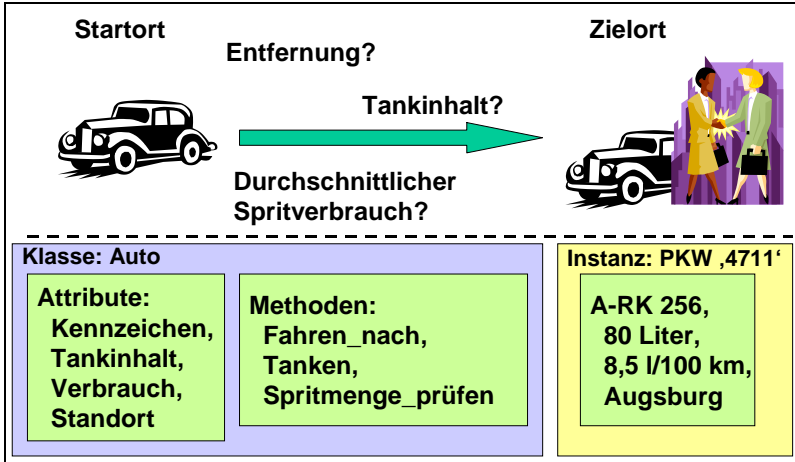 Startort
Zielort
Entfernung?
Tankinhalt?
Durchschnittlicher
Spritverbrauch?
Klasse: Auto
Attribute:
Kennzeichen,
Tankinhalt,
Verbrauch,
Standort
Methoden:
Fahren_nach,
Tanken,
Spritmenge_prüfen
Instanz: PKW ‚4711‘
A-RK 256,
80 Liter,
8,5 l/100 km,
Augsburg